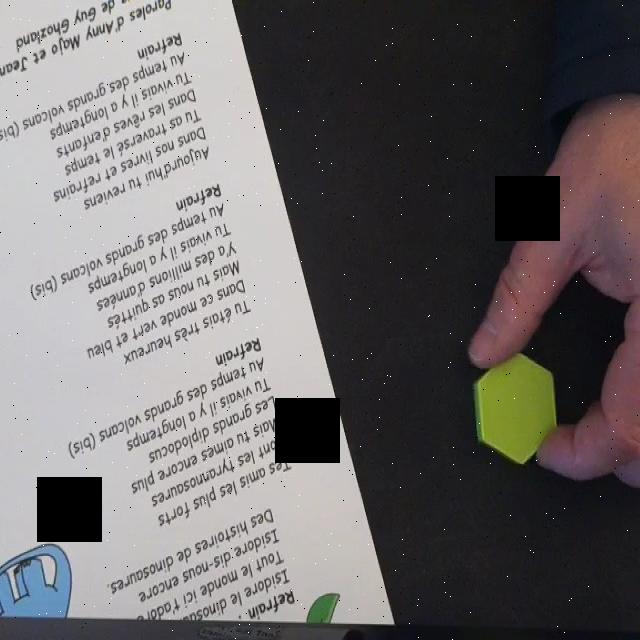 Refrain :
Isidore le
Tout le monde ici t'adore
Isidore, dis-nous encore
Des histoires de dinosaures.
Tes amis les plus forts
les tyrannosaures
Mais tu aimes encore plus
Les grands diplodocus
Tu vivais il y a longtemps
Au temps des grands volcans (bis)
Refrain
Tu étais très heureux
Dans ce monde vert et bleu
Mais tu nous as quittés
Y'a des millions d'années
Tu vivais il y a longtemps
Au temps des grands volcans (bis)
Refrain
Aujourd'hui tu reviens
Dans nos livres et refrains
Tu as traversé le temps
Dans les rêves d'enfants
Tu vivais il y a longtemps
Au temps des grands volcans (bis)
Refrain
Paroles d'Anny Majo et Jean
de Guy Ghozland